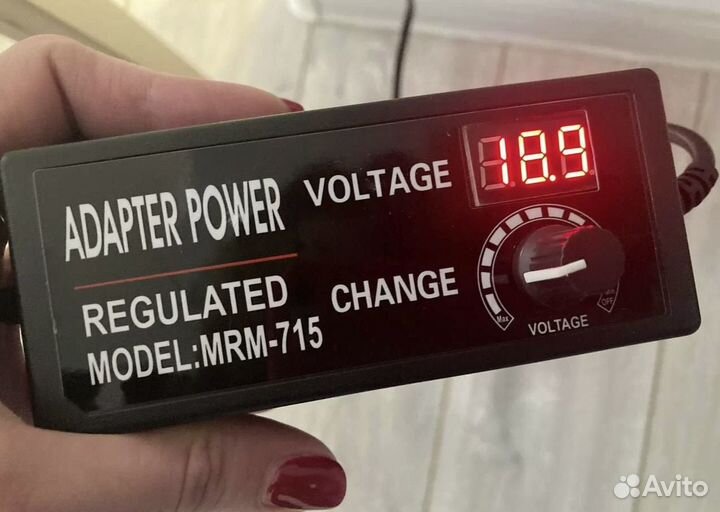 ADAPTER POWER
VOLTAGE
18.9
REGULATED
CHANGE
MODEL:MRM-715
Max
OFF
VOLTAGE
Avito